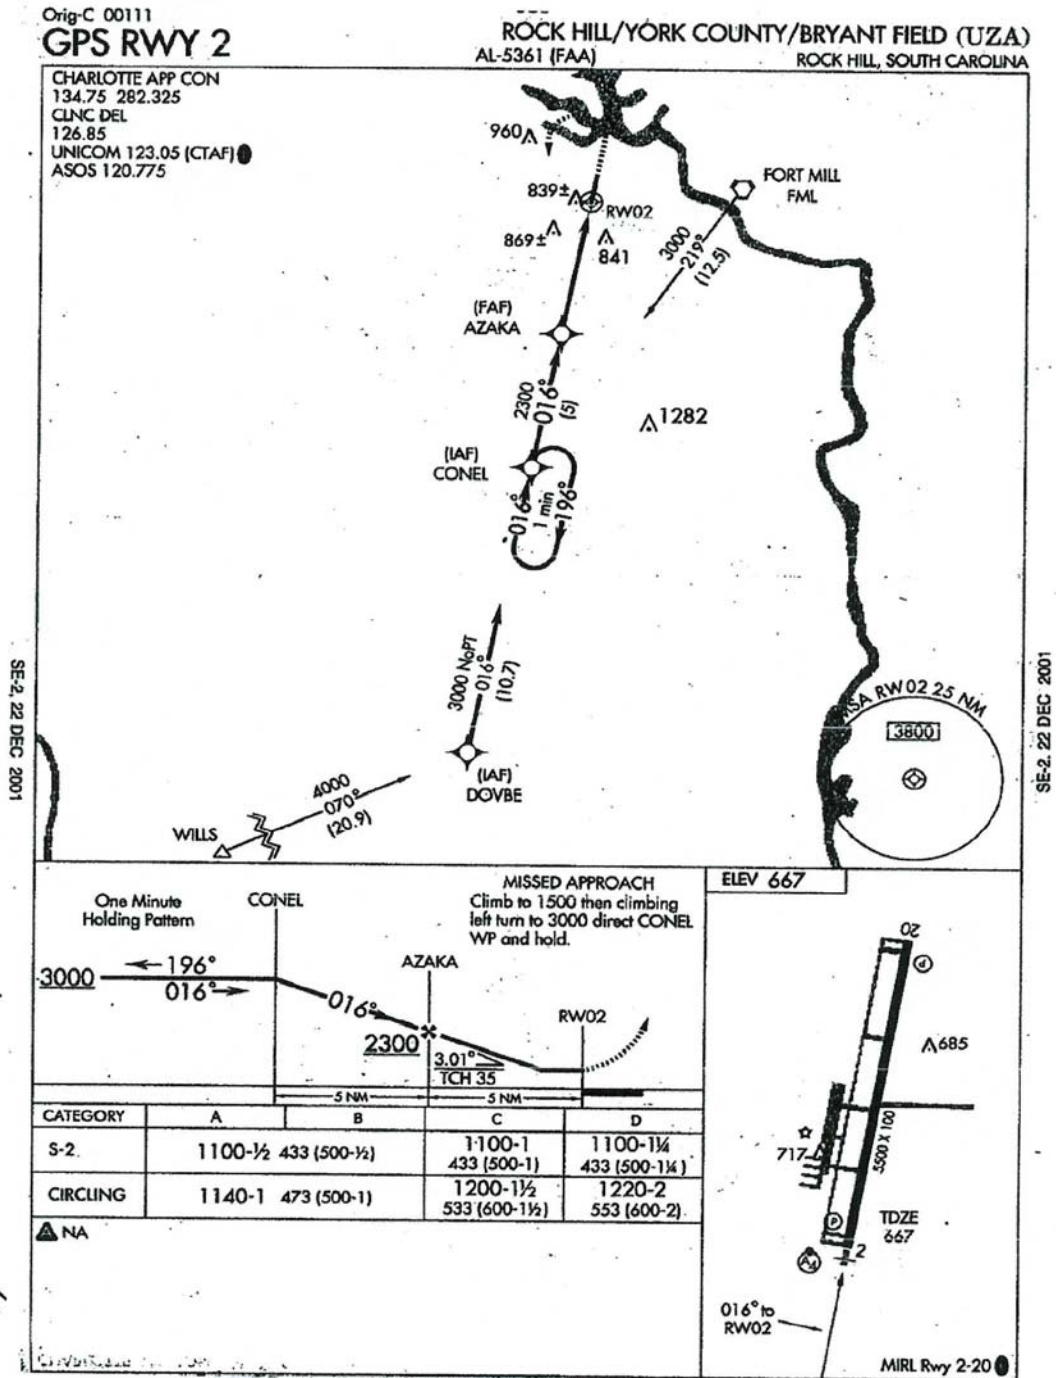 Orig-C 00111
GPS RWY 2
ROCK HILL/YORK COUNTY/BRYANT FIELD (UZA)
AL-5361 (FAA)
ROCK HILL, SOUTH CAROLINA
CHARLOTTE APP CON
134.75 282.325
CLNC DEL
126.85
UNICOM 123.05 (CTAF)
ASOS 120.775
960
FORT MILL
FML
839±
RW02
869±
841
3000
219°
(12.5)
(FAF)
AZAKA
2300
016°
(5)
1282
(IAF)
CONEL
016°
1 min
196°
3000 NoPT
016°
(10.7)
(IAF)
DOVBE
4000
070°
(20.9)
WILLS
MSA RW02 25 NM
3800
SE-2, 22 DEC 2001
SE-2, 22 DEC 2001
One Minute
Holding Pattern
CONEL
MISSED APPROACH
Climb to 1500 then climbing
left turn to 3000 direct CONEL
WP and hold.
AZAKA
3000
196°
016°
016°
RW02
2300
3.01°
TCH 35
5 NM
5 NM
CATEGORY A B C D
S-2 1100-½ 433 (500-½) 1100-1 433 (500-1) 1100-1¼ 433 (500-1¼)
CIRCLING 1140-1 473 (500-1) 1200-1½ 533 (600-1½) 1220-2 553 (600-2)
A NA
ELEV 667
20
P
685
717
5500 X 100
P
TDZE
667
2
016° to
RW02
MIRL Rwy 2-20